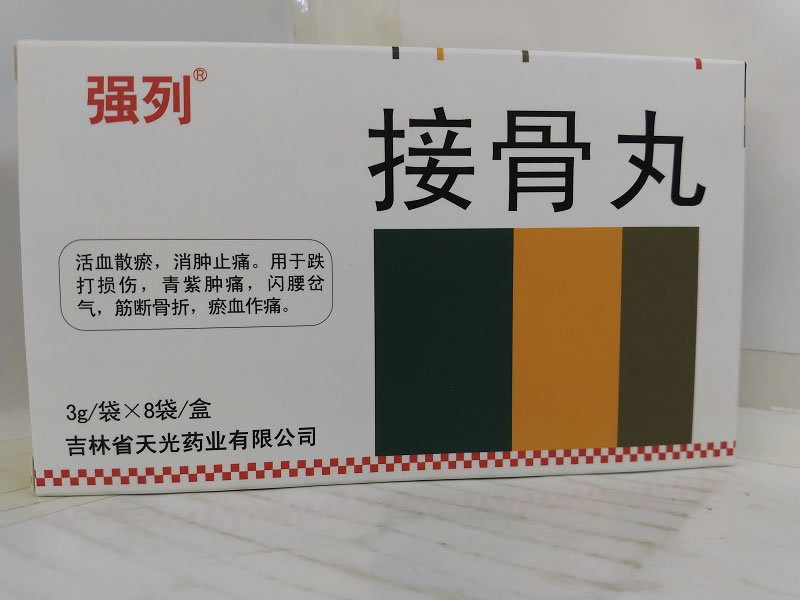 强列®
接骨丸
活血散瘀，消肿止痛。用于跌
打损伤，青紫肿痛，闪腰岔
气，筋断骨折，瘀血作痛。
3g/袋×8袋/盒
吉林省天光药业有限公司